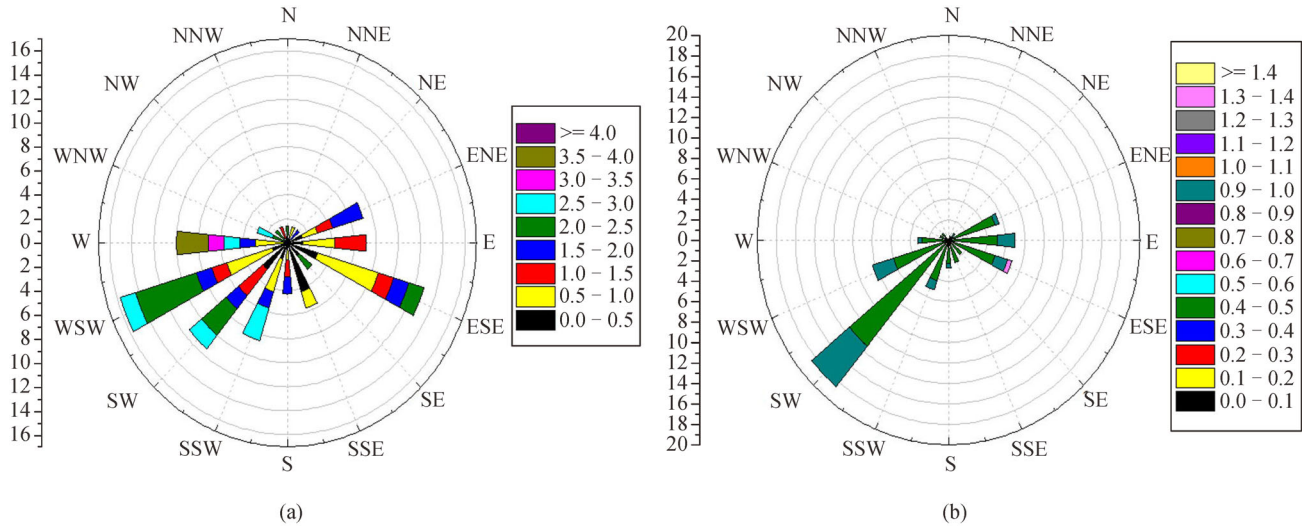 16
14
12
10
8
6
4
2
0
2
4
6
8
10
12
14
16
N
NNE
NE
ENE
E
ESE
SE
SSE
S
SSW
SW
WSW
W
WNW
NW
NNW
>= 4.0
3.5 − 4.0
3.0 − 3.5
2.5 − 3.0
2.0 − 2.5
1.5 − 2.0
1.0 − 1.5
0.5 − 1.0
0.0 − 0.5
(a)
20
18
16
14
12
10
8
6
4
2
0
2
4
6
8
10
12
14
16
18
20
N
NNE
NE
ENE
E
ESE
SE
SSE
S
SSW
SW
WSW
W
WNW
NW
NNW
>= 1.4
1.3 − 1.4
1.2 − 1.3
1.1 − 1.2
1.0 − 1.1
0.9 − 1.0
0.8 − 0.9
0.7 − 0.8
0.6 − 0.7
0.5 − 0.6
0.4 − 0.5
0.3 − 0.4
0.2 − 0.3
0.1 − 0.2
0.0 − 0.1
(b)